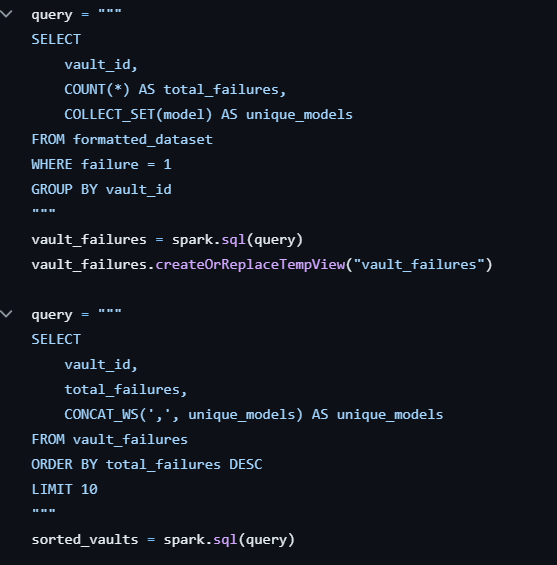 query = """
SELECT
    vault_id,
    COUNT(*) AS total_failures,
    COLLECT_SET(model) AS unique_models
FROM formatted_dataset
WHERE failure = 1
GROUP BY vault_id
"""
vault_failures = spark.sql(query)
vault_failures.createOrReplaceTempView("vault_failures")

query = """
SELECT
    vault_id,
    total_failures,
    CONCAT_WS(',', unique_models) AS unique_models
FROM vault_failures
ORDER BY total_failures DESC
LIMIT 10
"""
sorted_vaults = spark.sql(query)